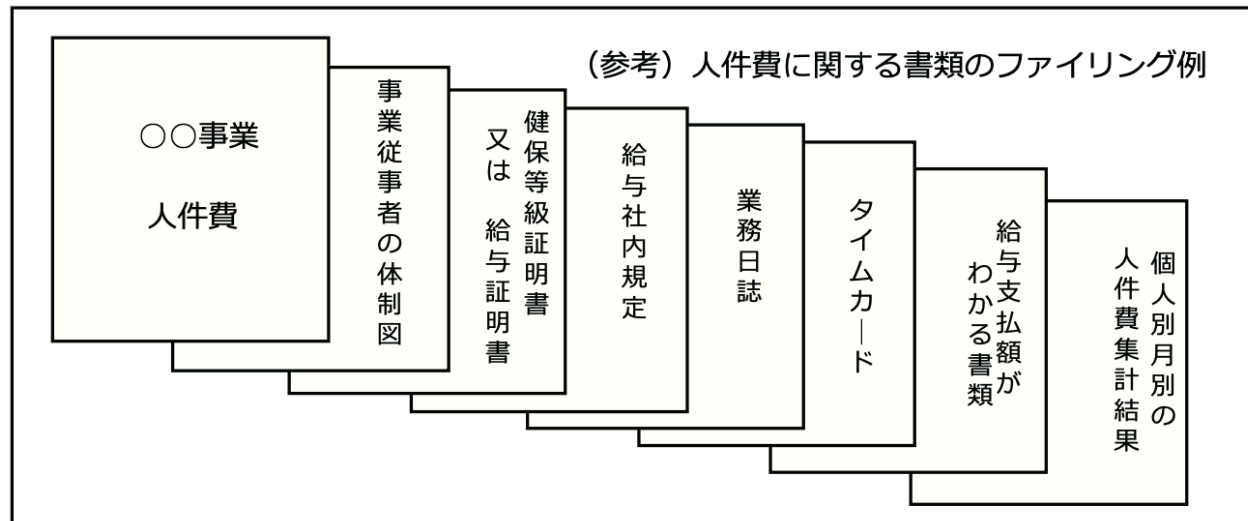 （参考）人件費に関する書類のファイリング例
○○事業
人件費
事業従事者の体制図
健保等級証明書
又は 給与証明書
給与社内規定
業務日誌
タイムカード
給与支払額が
わかる書類
個人別月別の
人件費集計結果